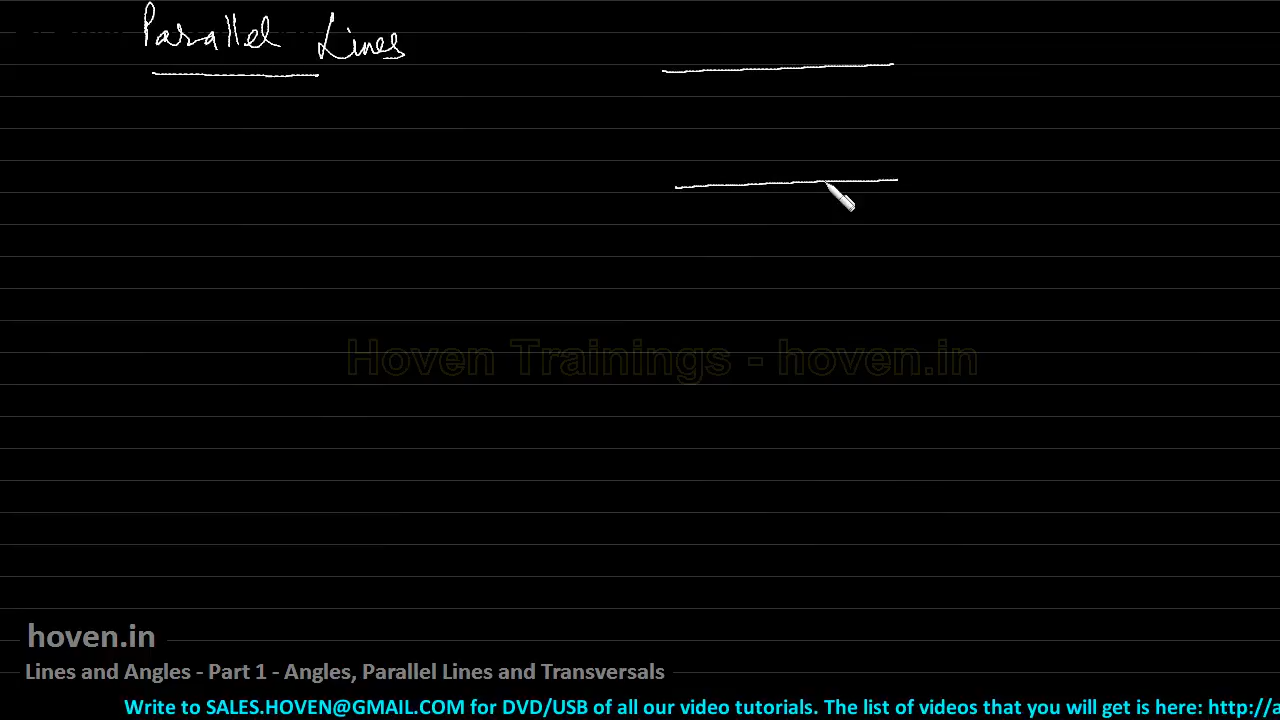 Parallel Lines
Hoven Trainings - hoven.in
hoven.in
Lines and Angles - Part 1 - Angles, Parallel Lines and Transversals
Write to SALES.HOVEN@GMAIL.COM for DVD/USB of all our video tutorials. The list of videos that you will get is here: http://a